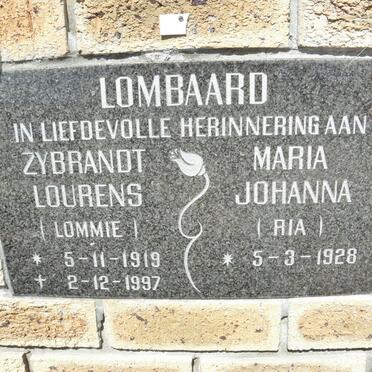 LOMBAARD
IN LIEFDEVOLLE HERINNERING AAN
ZYBRANDT
LOURENS
( LOMMIE )
* 5-11-1919
+ 2-12-1997
MARIA
JOHANNA
( RIA )
* 5-3-1928